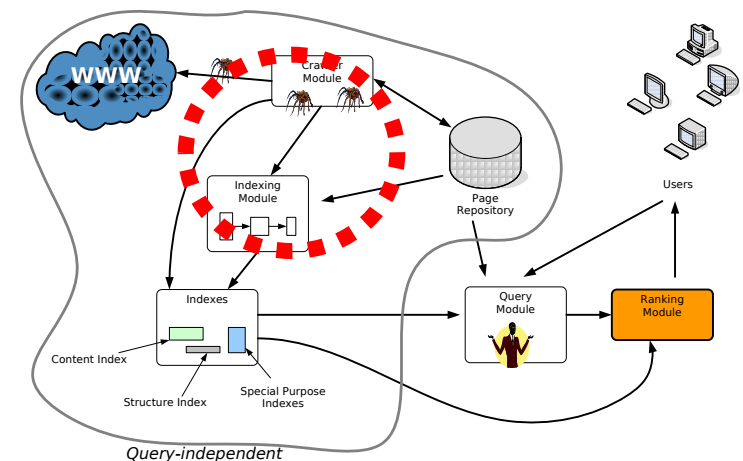 WWW
Crawler
Module
Indexing
Module
Page
Repository
Users
Indexes
Query
Module
Ranking
Module
Content Index
Structure Index
Special Purpose
Indexes
Query-independent